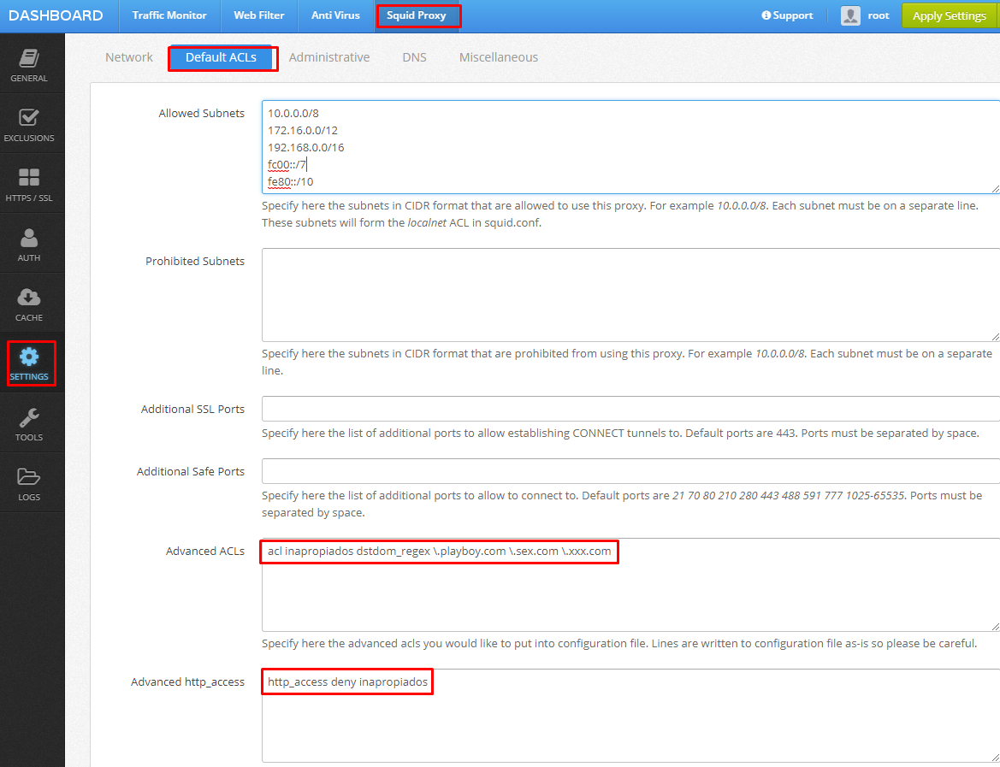 DASHBOARD Traffic Monitor Web Filter Anti Virus Squid Proxy Support root Apply Settings
Network Default ACLs Administrative DNS Miscellaneous
GENERAL
EXCLUSIONS
HTTPS / SSL
AUTH
CACHE
SETTINGS
TOOLS
LOGS
Allowed Subnets
10.0.0.0/8
172.16.0.0/12
192.168.0.0/16
fc00::/7
fe80::/10
Specify here the subnets in CIDR format that are allowed to use this proxy. For example 10.0.0.0/8. Each subnet must be on a separate line.
These subnets will form the localnet ACL in squid.conf.
Prohibited Subnets
Specify here the subnets in CIDR format that are prohibited from using this proxy. For example 10.0.0.0/8. Each subnet must be on a separate
line.
Additional SSL Ports
Specify here the list of additional ports to allow establishing CONNECT tunnels to. Default ports are 443. Ports must be separated by space.
Additional Safe Ports
Specify here the list of additional ports to allow to connect to. Default ports are 21 70 80 210 280 443 488 591 777 1025-65535. Ports must be
separated by space.
Advanced ACLs
acl inapropiados dstdom_regex \.playboy.com \.sex.com \.xxx.com
Specify here the advanced acls you would like to put into configuration file. Lines are written to configuration file as-is so please be careful.
Advanced http_access
http_access deny inapropiados